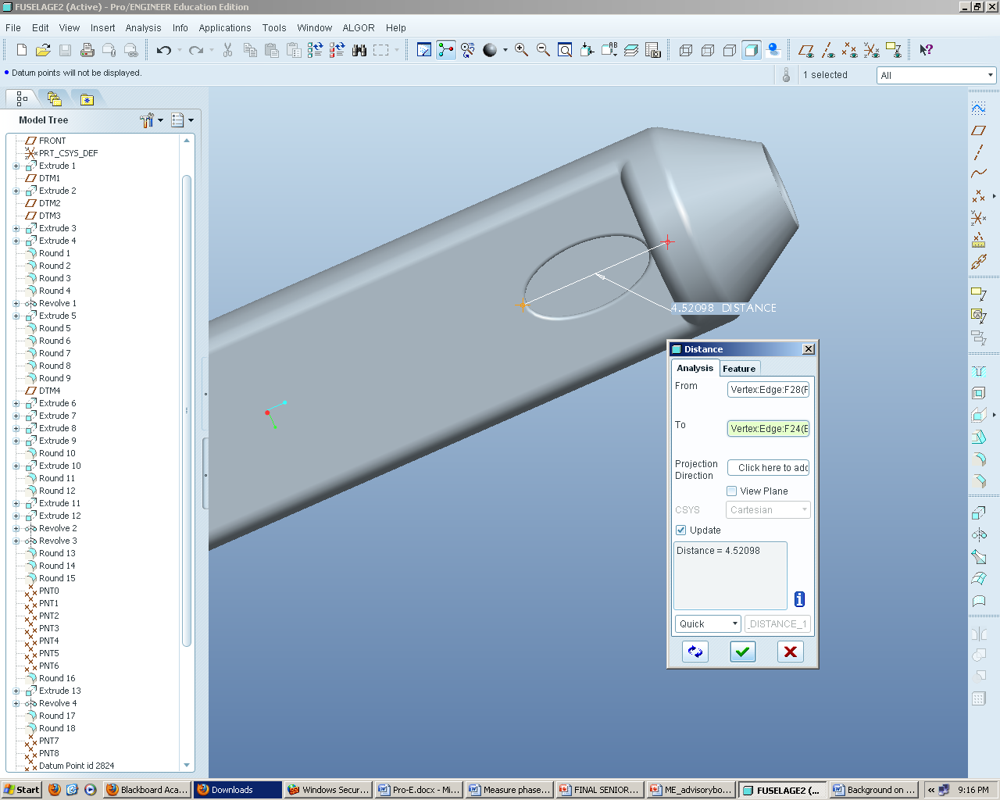 FUSELAGE2 (Active) - Pro/ENGINEER Education Edition
File Edit View Insert Analysis Info Applications Tools Window ALGOR Help
Datum points will not be displayed.
1 selected
All
Model Tree
FRONT
PRT_CSYS_DEF
Extrude 1
DTM1
Extrude 2
DTM2
DTM3
Extrude 3
Extrude 4
Round 1
Round 2
Round 3
Round 4
Revolve 1
Extrude 5
Round 5
Round 6
Round 7
Round 8
Round 9
DTM4
Extrude 6
Extrude 7
Extrude 8
Extrude 9
Round 10
Extrude 10
Round 11
Round 12
Extrude 11
Extrude 12
Revolve 2
Revolve 3
Round 13
Round 14
Round 15
PNT0
PNT1
PNT2
PNT3
PNT4
PNT5
PNT6
Round 16
Extrude 13
Revolve 4
Round 17
Round 18
PNT7
PNT8
Datum Point id 2824
4.52098 DISTANCE
Distance
Analysis Feature
From Vertex:Edge:F28(F
To Vertex:Edge:F24(E
Projection
Direction
Click here to add
View Plane
CSYS Cartesian
Update
Distance = 4.52098
Quick _DISTANCE_1
Start Blackboard Aca... Downloads Windows Secur... Pro-E.docx - Mi... Measure phase... FINAL SENIOR... ME_advisorybo... FUSELAGE2 (... Background on ... « 9:16 PM